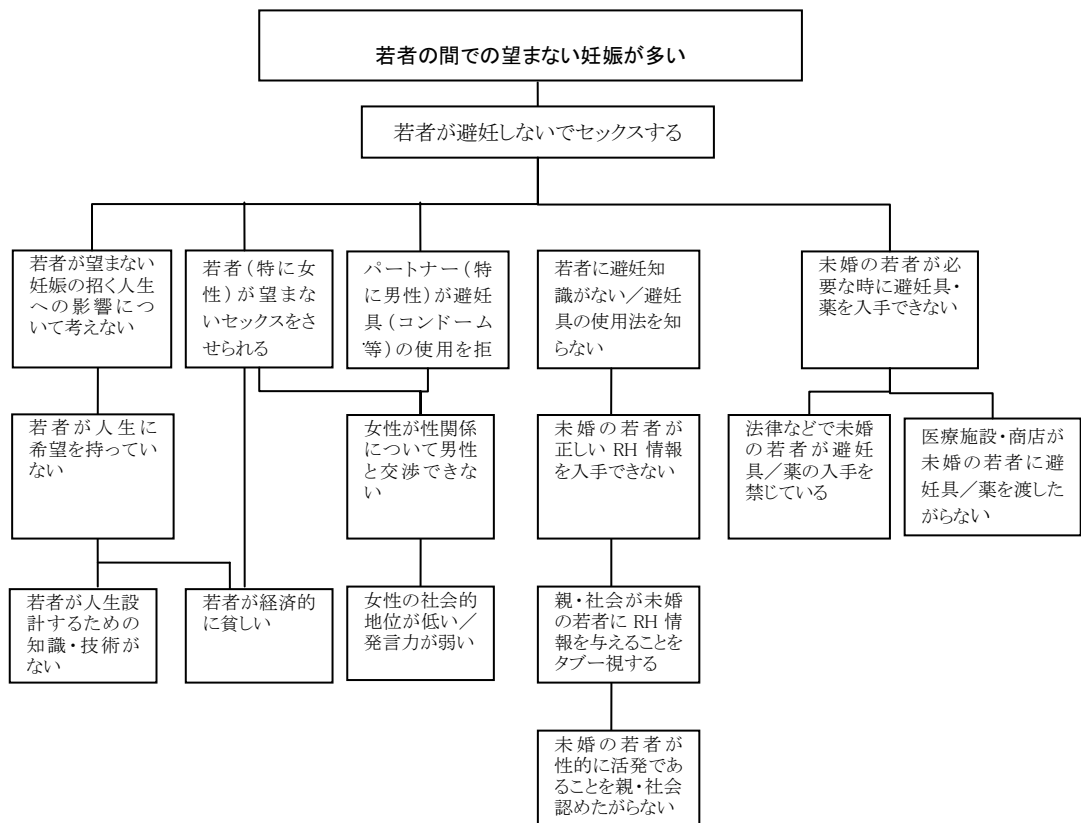 若者の間での望まない妊娠が多い
若者が避妊しないでセックスする
若者が望まない
妊娠の招く人生
への影響につ
いて考えない
若者(特に女
性)が望まな
いセックスをさ
せられる
パートナー(特
に男性)が避妊
具(コンドーム
等)の使用を拒
若者に避妊知
識がない/避妊
具の使用法を知
らない
未婚の若者が必
要な時に避妊具・
薬を入手できない
若者が人生に
希望を持ってい
ない
女性が性関係
について男性
と交渉できな
い
未婚の若者が
正しい RH 情報
を入手できない
法律などで未婚
の若者が避妊
具/薬の入手を
禁じている
医療施設・商店が
未婚の若者に避
妊具/薬を渡した
がらない
若者が人生設
計するための
知識・技術が
ない
若者が経済的
に貧しい
女性の社会的
地位が低い/
発言力が弱い
親・社会が未婚
の若者に RH 情
報を与えることを
タブー視する
未婚の若者が
性的に活発であ
ることを親・社会
認めたがらない